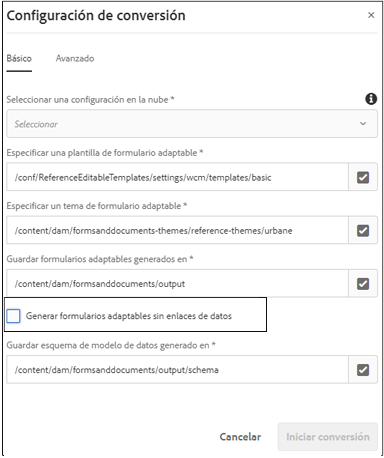 Configuración de conversión
Básico
Avanzado
Seleccionar una configuración en la nube *
Seleccionar
Especificar una plantilla de formulario adaptable *
/conf/ReferenceEditableTemplates/settings/wcm/templates/basic
Especificar un tema de formulario adaptable *
/content/dam/formsanddocuments-themes/reference-themes/urbane
Guardar formularios adaptables generados en *
/content/dam/formsanddocuments/output
Generar formularios adaptables sin enlaces de datos
Guardar esquema de modelo de datos generado en *
/content/dam/formsanddocuments/output/schema
Cancelar
Iniciar conversión